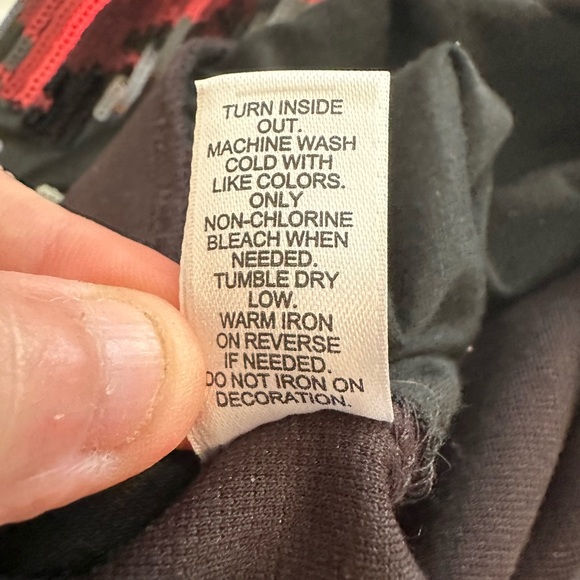 TURN INSIDE
OUT.
MACHINE WASH
COLD WITH
LIKE COLORS.
ONLY
NON-CHLORINE
BLEACH WHEN
NEEDED.
TUMBLE DRY
LOW.
WARM IRON
ON REVERSE
IF NEEDED.
DO NOT IRON ON
DECORATION.